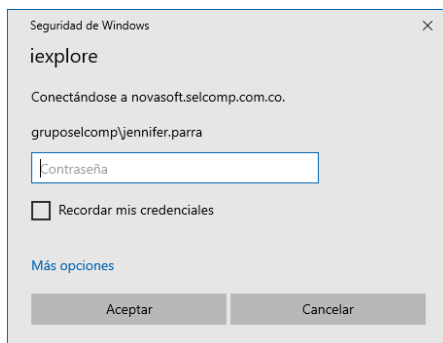 Seguridad de Windows
iexplore
Conectándose a novasoft.selcomp.com.co.
gruposelcomp\jennifer.parra
Contraseña
Recordar mis credenciales
Más opciones
Aceptar
Cancelar